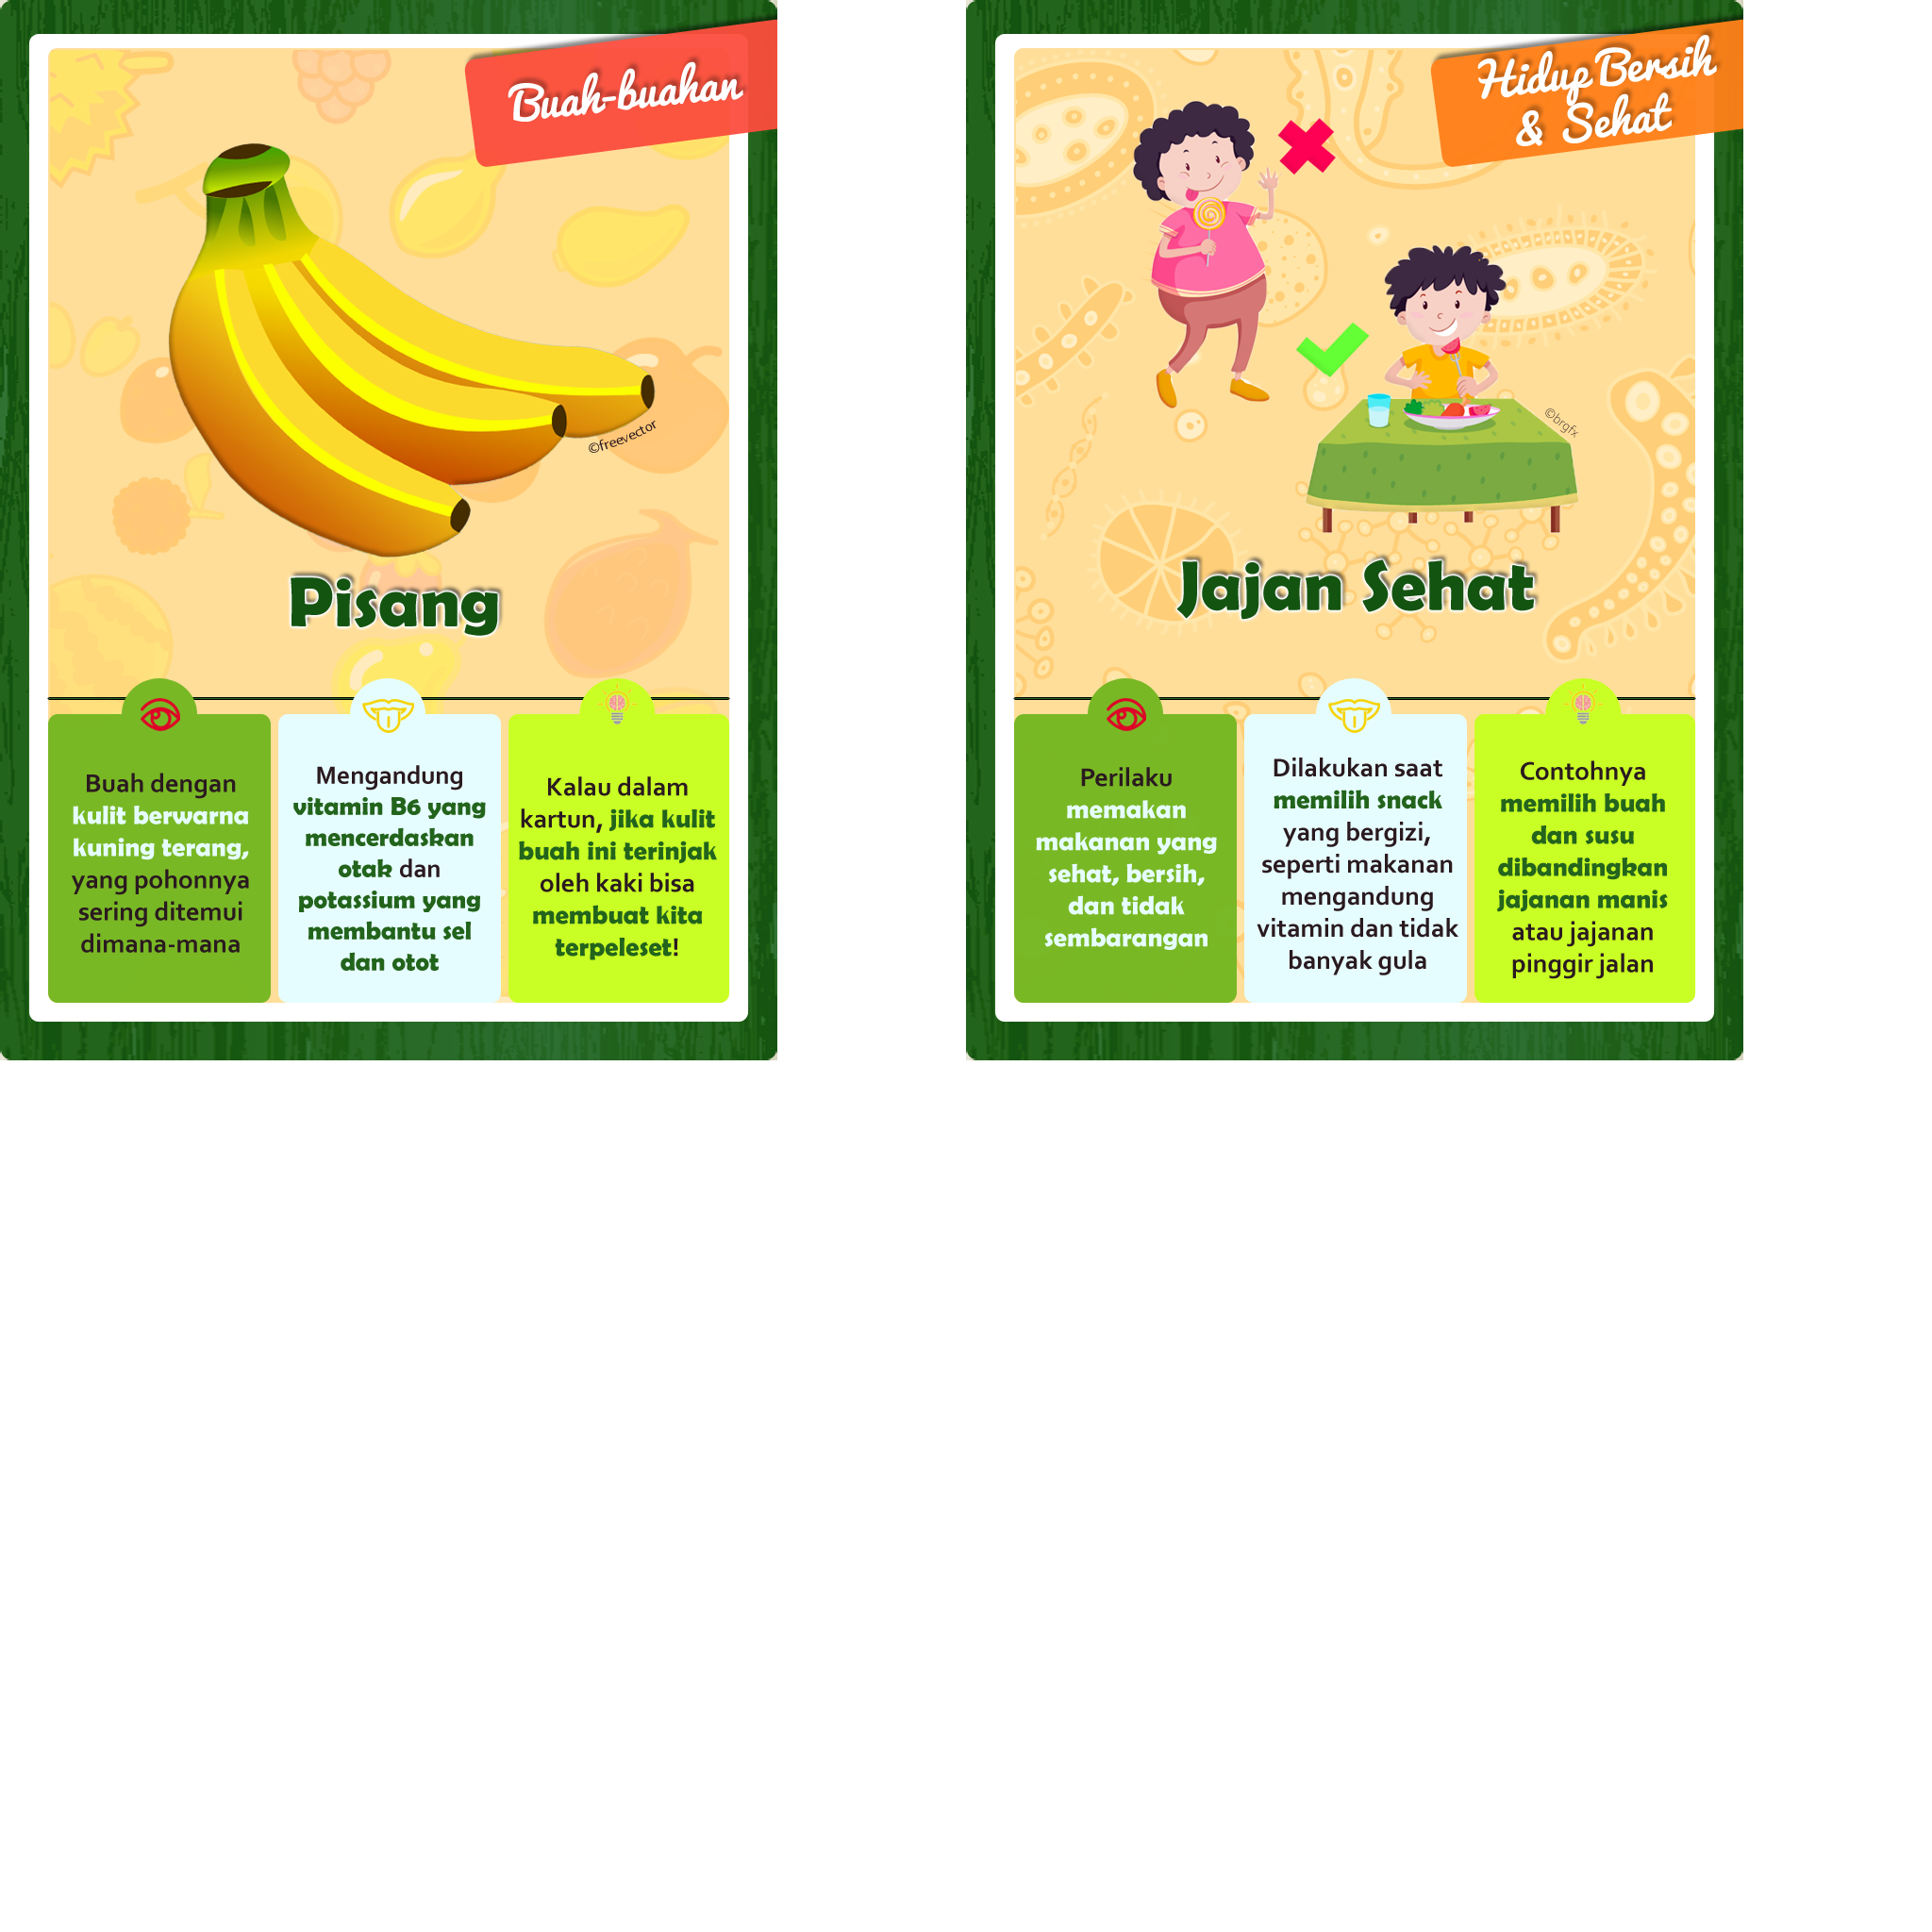 Buah-buahan
©freevector
Pisang
Buah dengan
kulit berwarna
kuning terang,
yang pohonnya
sering ditemui
dimana-mana
Mengandung
vitamin B6 yang
mencerdaskan
otak dan
potassium yang
membantu sel
dan otot
Kalau dalam
kartun, jika kulit
buah ini terinjak
oleh kaki bisa
membuat kita
terpeleset!
Hidup Bersih
& Sehat
©brgfx
Jajan Sehat
Perilaku
memakan
makanan yang
sehat, bersih,
dan tidak
sembarangan
Dilakukan saat
memilih snack
yang bergizi,
seperti makanan
mengandung
vitamin dan tidak
banyak gula
Contohnya
memilih buah
dan susu
dibandingkan
jajanan manis
atau jajanan
pinggir jalan